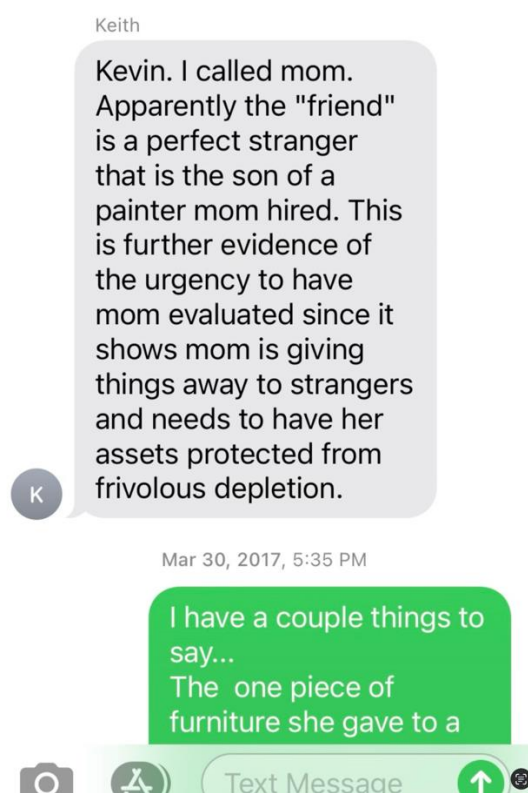 Keith
Kevin. I called mom.
Apparently the "friend"
is a perfect stranger
that is the son of a
painter mom hired. This
is further evidence of
the urgency to have
mom evaluated since it
shows mom is giving
things away to strangers
and needs to have her
assets protected from
frivolous depletion.
K
Mar 30, 2017, 5:35 PM
I have a couple things to
say...
The one piece of
furniture she gave to a
Text Message